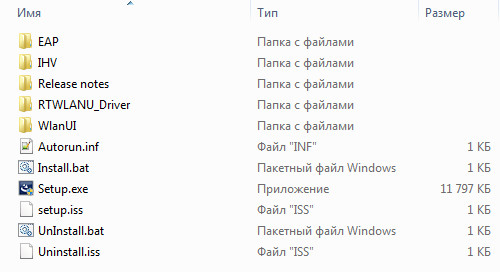 Имя Тип Размер
EAP Папка с файлами
IHV Папка с файлами
Release notes Папка с файлами
RTWLANU_Driver Папка с файлами
WlanUI Папка с файлами
Autorun.inf Файл "INF" 1 КБ
Install.bat Пакетный файл Windows 1 КБ
Setup.exe Приложение 11 797 КБ
setup.iss Файл "ISS" 1 КБ
UnInstall.bat Пакетный файл Windows 1 КБ
Uninstall.iss Файл "ISS" 1 КБ